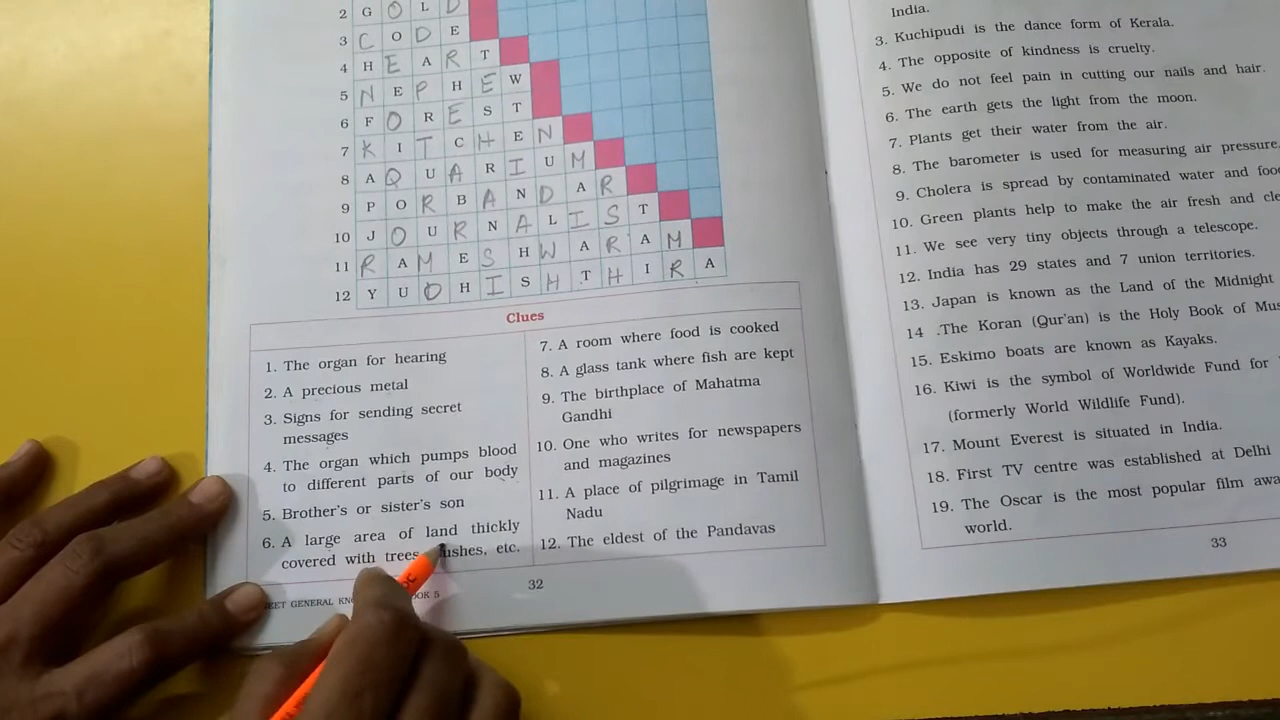 2 G O L D
3 C O D E
4 H E A R T
5 N E P H E W
6 F O R E S T
7 K I T C H E N
8 A Q U A R I U M
9 P O R B A N D A R
10 J O U R N A L I S T
11 R A M E S H W A R A M
12 Y U D H I S H T H I R A
Clues
1. The organ for hearing
2. A precious metal
3. Signs for sending secret
messages
4. The organ which pumps blood
to different parts of our body
5. Brother's or sister's son
6. A large area of land thickly
covered with trees, etc.
7. A room where food is cooked
8. A glass tank where fish are kept
9. The birthplace of Mahatma
Gandhi
10. One who writes for newspapers
and magazines
11. A place of pilgrimage in Tamil
Nadu
12. The eldest of the Pandavas
GENERAL BOOK 5
32
India.
3. Kuchipudi is the dance form of Kerala.
4. The opposite of kindness is cruelty.
5. We do not feel pain in cutting our nails and hair.
6. The earth gets the light from the moon.
7. Plants get their water from the air.
8. The barometer is used for measuring air pressure.
9. Cholera is spread by contaminated water and
10. Green plants help to make the air fresh and
11. We see very tiny objects through a telescope.
12. India has 29 states and 7 union territories.
13. Japan is known as the Land of the Midnight
14 .The Koran (Qur'an) is the Holy Book of
15. Eskimo boats are known as Kayaks.
16. Kiwi is the symbol of Worldwide Fund for
(formerly World Wildlife Fund).
17. Mount Everest is situated in India.
18. First TV centre was established at Delhi
19. The Oscar is the most popular film
world.
33